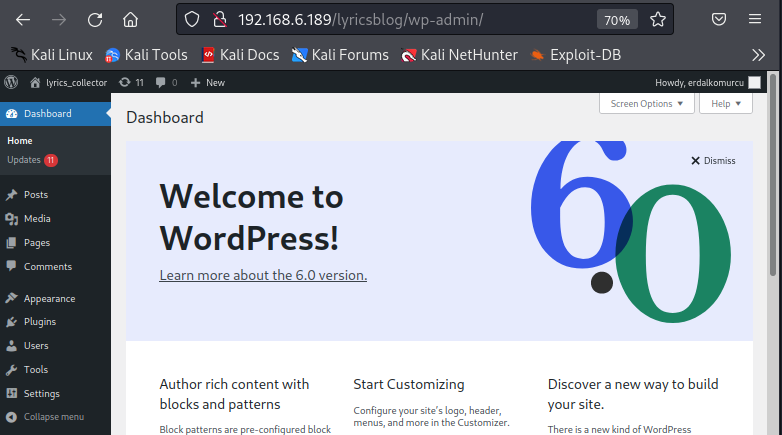 192.168.6.189/lyricsblog/wp-admin/ 70%
Kali Linux Kali Tools Kali Docs Kali Forums Kali NetHunter Exploit-DB
lyrics_collector 11 0 New Howdy, erdalkomurcu
Screen Options Help
Dashboard
Home
Updates 11
Posts
Media
Pages
Comments
Appearance
Plugins
Users
Tools
Settings
Collapse menu
Dashboard
Dismiss
6.0
Welcome to
WordPress!
Learn more about the 6.0 version.
Author rich content with
blocks and patterns
Block patterns are pre-configured block
Start Customizing
Configure your site's logo, header,
menus, and more in the Customizer.
Discover a new way to build
your site.
There is a new kind of WordPress